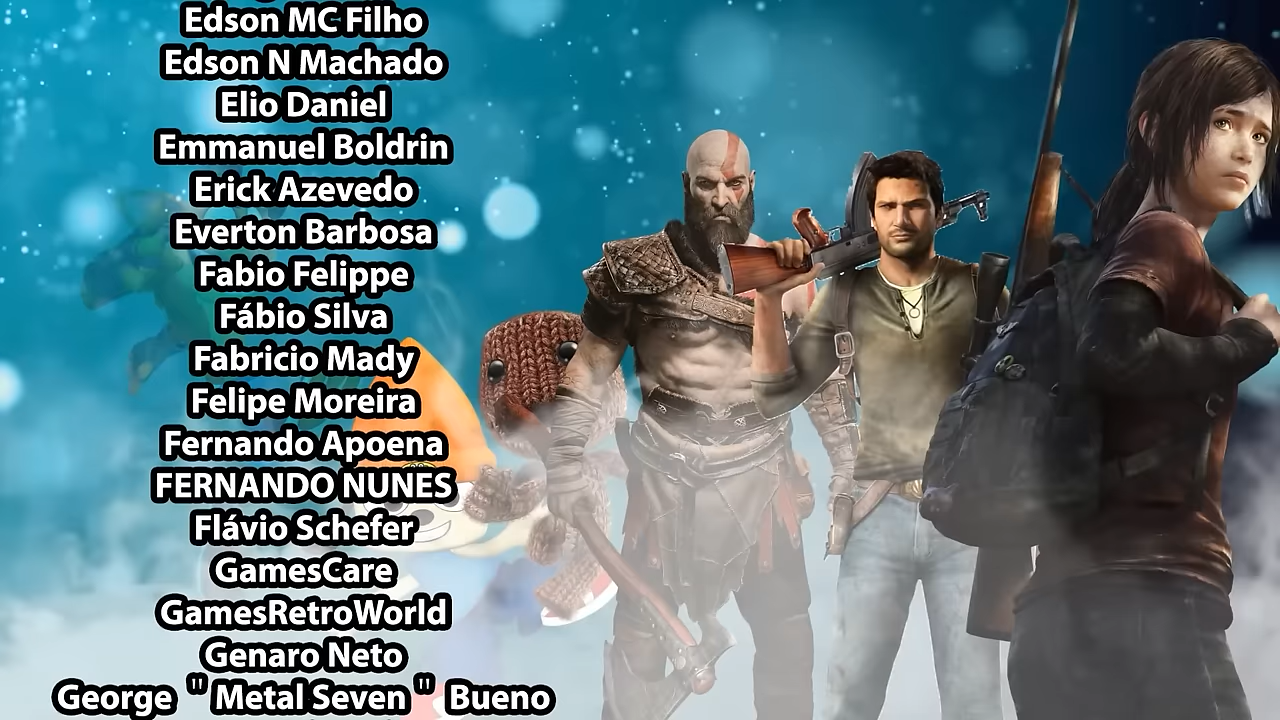 Edson MC Filho
Edson N Machado
Elio Daniel
Emmanuel Boldrin
Erick Azevedo
Everton Barbosa
Fabio Felippe
Fábio Silva
Fabricio Mady
Felipe Moreira
Fernando Apoena
FERNANDO NUNES
Flávio Schefer
GamesCare
GamesRetroWorld
Genaro Neto
George "Metal Seven" Bueno